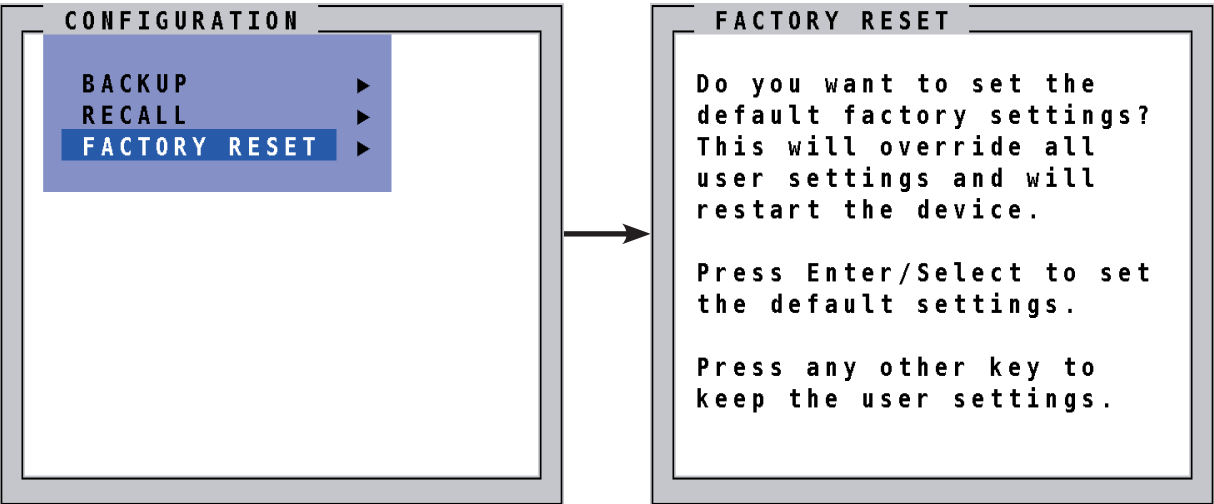 CONFIGURATION
BACKUP ▶
RECALL ▶
FACTORY RESET ▶
FACTORY RESET
Do you want to set the
default factory settings?
This will override all
user settings and will
restart the device.
Press Enter/Select to set
the default settings.
Press any other key to
keep the user settings.